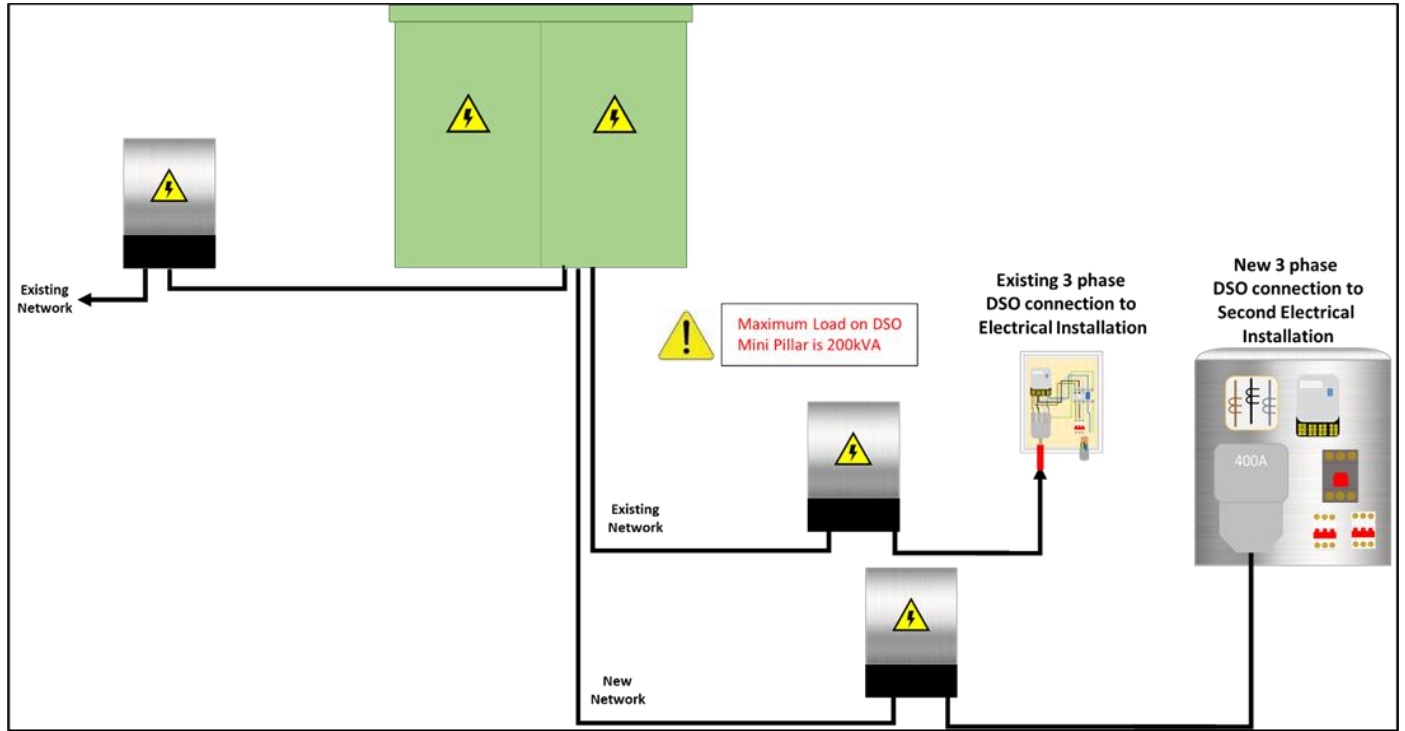 Existing
Network
Maximum Load on DSO
Mini Pillar is 200kVA
Existing 3 phase
DSO connection to
Electrical Installation
New 3 phase
DSO connection to
Second Electrical
Installation
400A
Existing
Network
New
Network